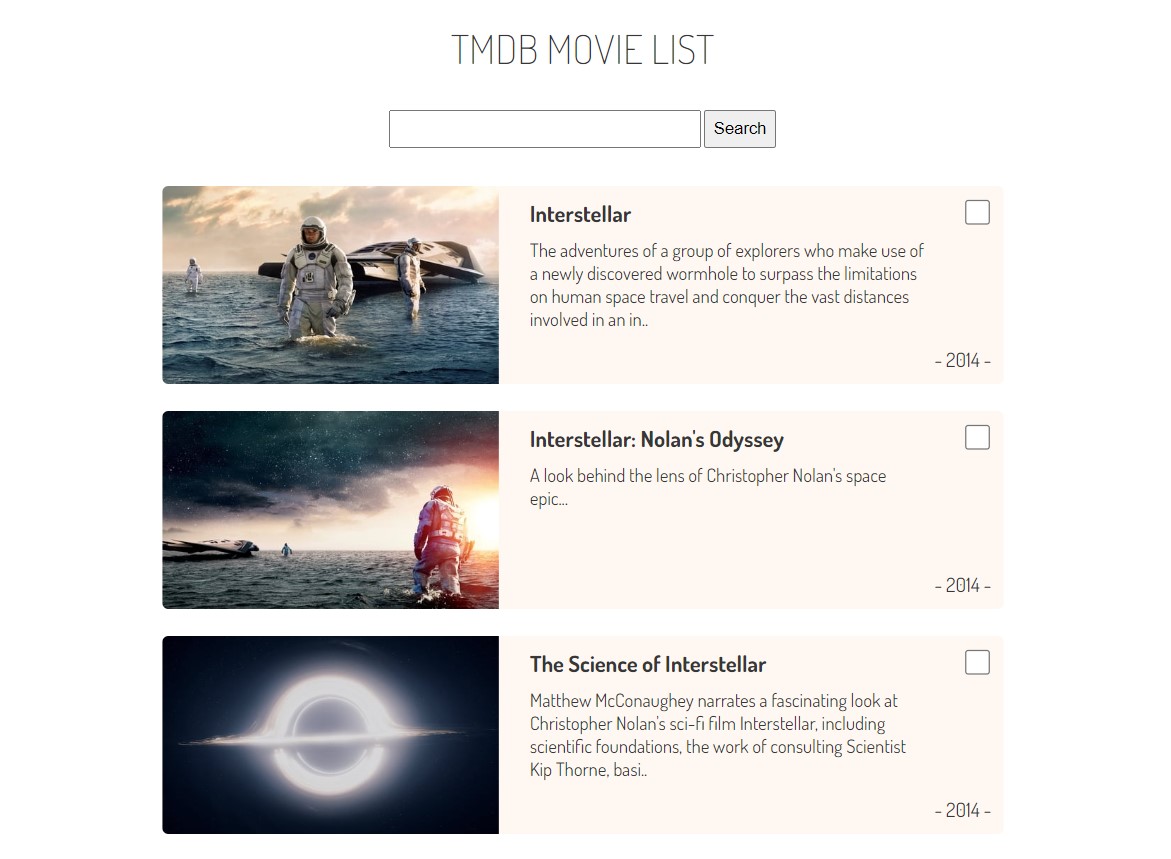 TMDB MOVIE LIST
Search
Interstellar
The adventures of a group of explorers who make use of
a newly discovered wormhole to surpass the limitations
on human space travel and conquer the vast distances
involved in an in..
- 2014 -
Interstellar: Nolan's Odyssey
A look behind the lens of Christopher Nolan's space
epic...
- 2014 -
The Science of Interstellar
Matthew McConaughey narrates a fascinating look at
Christopher Nolan's sci-fi film Interstellar, including
scientific foundations, the work of consulting Scientist
Kip Thorne, basi..
- 2014 -